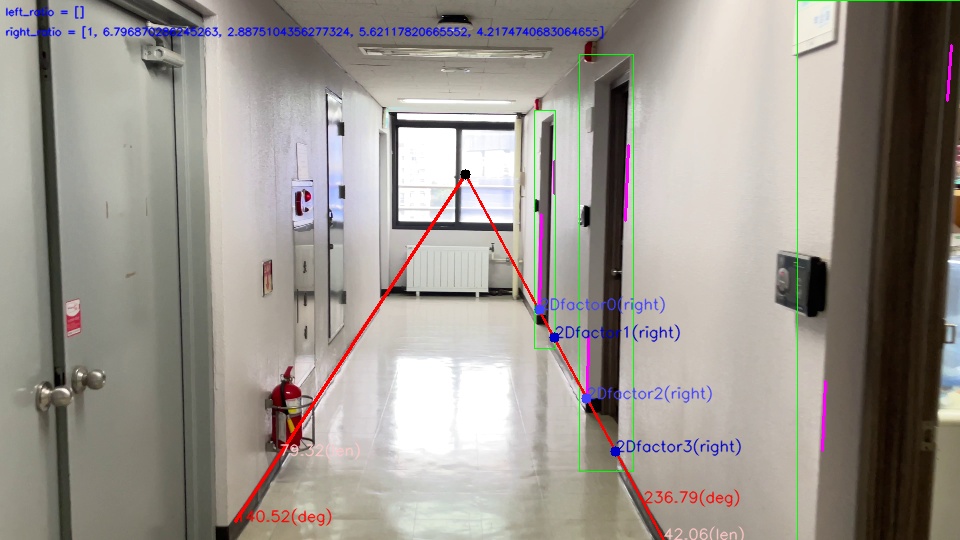 left_ratio = []
right_ratio = [1, 6.796870286245263, 2.8875104356277324, 5.62117820665552, 4.2174740683064655]
2Dfactor0(right)
2Dfactor1(right)
2Dfactor2(right)
2Dfactor3(right)
79.32(len)
236.79(deg)
40.52(deg)
42.06(len)